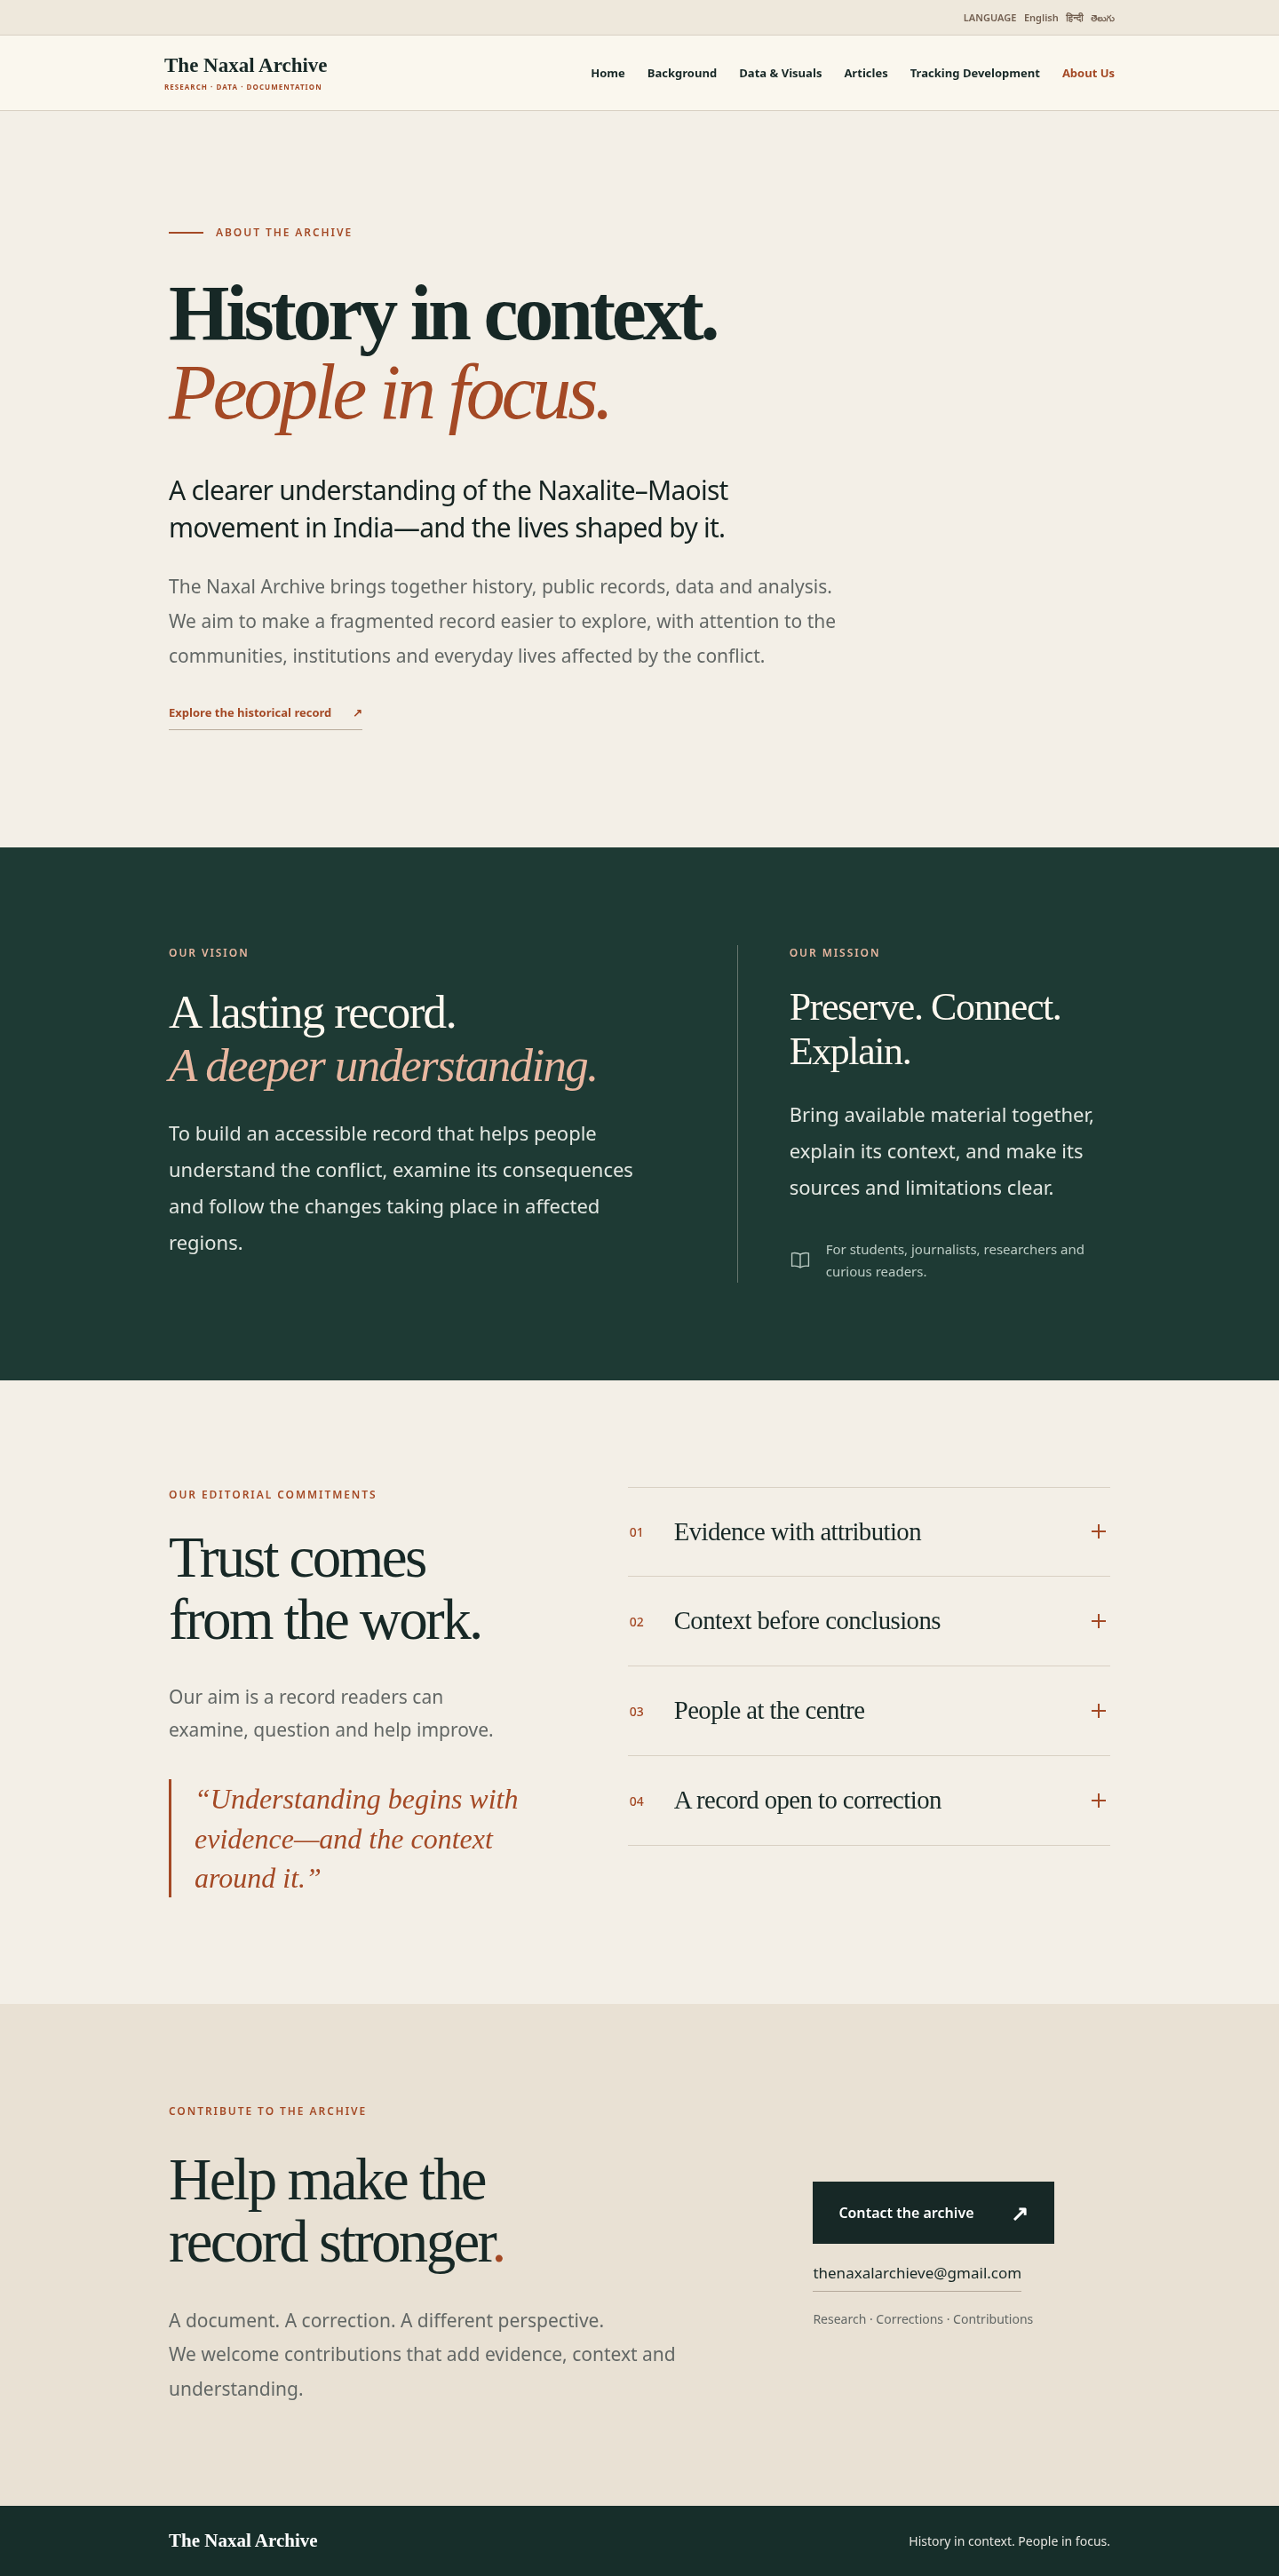 LANGUAGE English हिन्दी తెలుగు
The Naxal Archive
RESEARCH · DATA · DOCUMENTATION
Home Background Data & Visuals Articles Tracking Development About Us
ABOUT THE ARCHIVE
History in context.
People in focus.
A clearer understanding of the Naxalite–Maoist
movement in India—and the lives shaped by it.
The Naxal Archive brings together history, public records, data and analysis.
We aim to make a fragmented record easier to explore, with attention to the
communities, institutions and everyday lives affected by the conflict.
Explore the historical record ↗
OUR VISION
A lasting record.
A deeper understanding.
To build an accessible record that helps people
understand the conflict, examine its consequences
and follow the changes taking place in affected
regions.
OUR MISSION
Preserve. Connect.
Explain.
Bring available material together,
explain its context, and make its
sources and limitations clear.
For students, journalists, researchers and
curious readers.
OUR EDITORIAL COMMITMENTS
Trust comes
from the work.
Our aim is a record readers can
examine, question and help improve.
“Understanding begins with
evidence—and the context
around it.”
01 Evidence with attribution +
02 Context before conclusions +
03 People at the centre +
04 A record open to correction +
CONTRIBUTE TO THE ARCHIVE
Help make the
record stronger.
A document. A correction. A different perspective.
We welcome contributions that add evidence, context and
understanding.
Contact the archive ↗
thenaxalarchieve@gmail.com
Research · Corrections · Contributions
The Naxal Archive
History in context. People in focus.